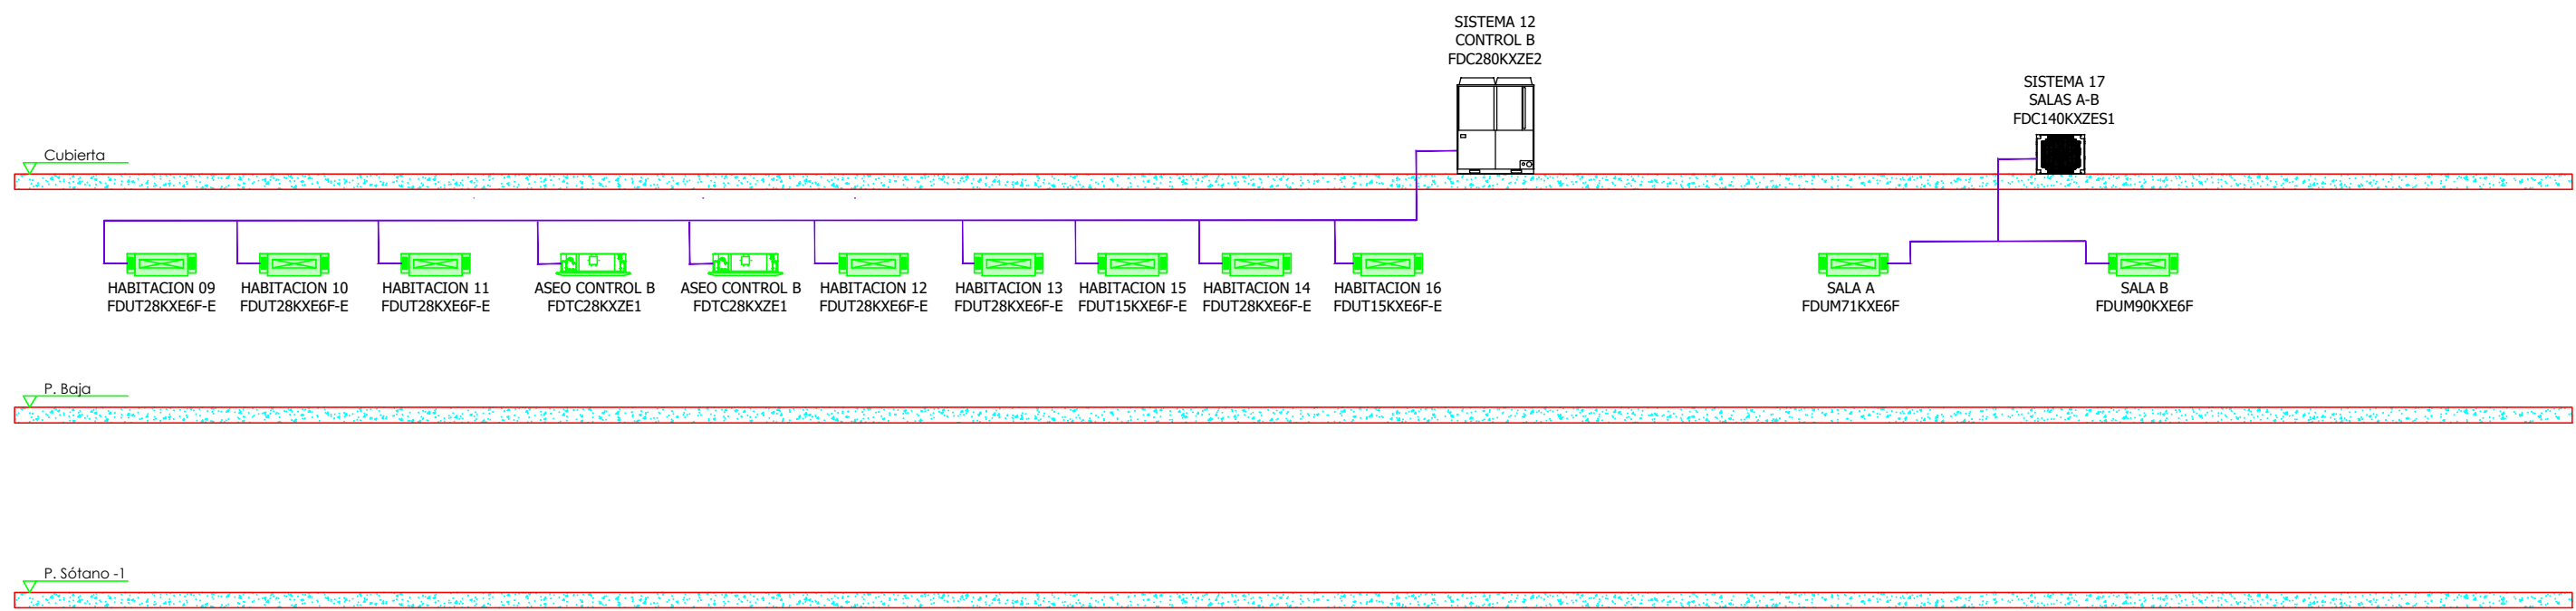 SISTEMA 12
CONTROL B
FDC280KXZE2
SISTEMA 17
SALAS A-B
FDC140KXZES1
Cubierta
HABITACION 09
FDUT28KXE6F-E
HABITACION 10
FDUT28KXE6F-E
HABITACION 11
FDUT28KXE6F-E
ASEO CONTROL B
FDTC28KXZE1
ASEO CONTROL B
FDTC28KXZE1
HABITACION 12
FDUT28KXE6F-E
HABITACION 13
FDUT28KXE6F-E
HABITACION 15
FDUT15KXE6F-E
HABITACION 14
FDUT28KXE6F-E
HABITACION 16
FDUT15KXE6F-E
SALA A
FDUM71KXE6F
SALA B
FDUM90KXE6F
P. Baja
P. Sótano -1